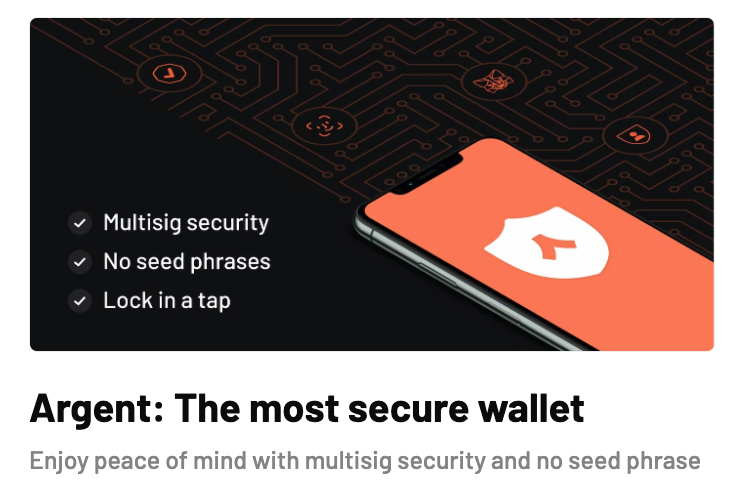 Multisig security
No seed phrases
Lock in a tap
Argent: The most secure wallet
Enjoy peace of mind with multisig security and no seed phrase